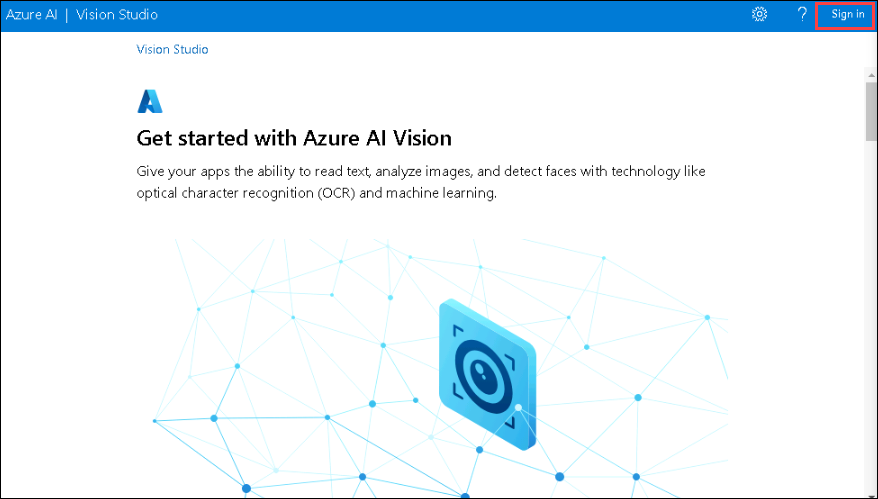 Azure AI | Vision Studio
? Sign in
Vision Studio
Get started with Azure AI Vision
Give your apps the ability to read text, analyze images, and detect faces with technology like
optical character recognition (OCR) and machine learning.